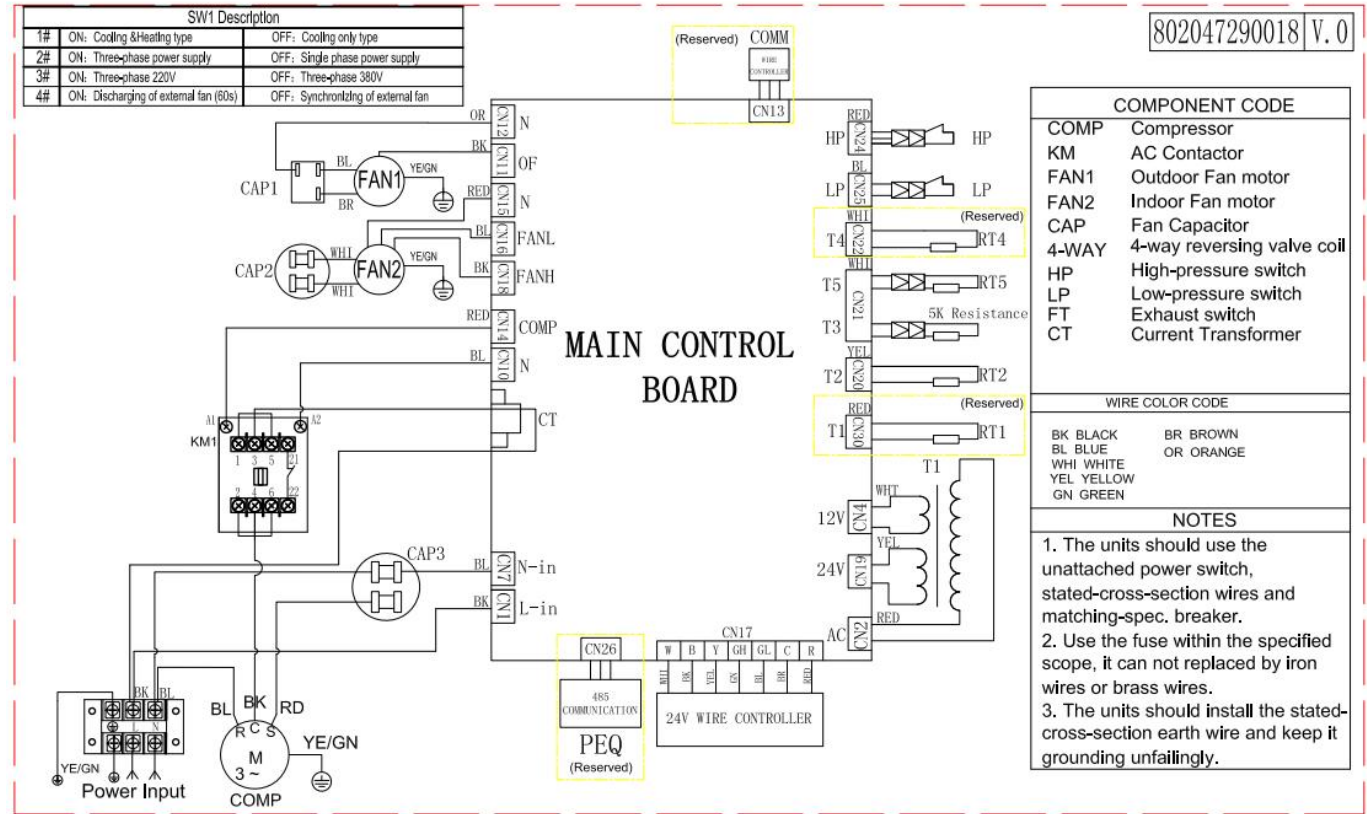 SW1 Description
1# ON: Cooling &Heating type OFF: Cooling only type
2# ON: Three-phase power supply OFF: Single phase power supply
3# ON: Three-phase 220V OFF: Three-phase 380V
4# ON: Discharging of external fan (60s) OFF: Synchronizing of external fan
802047290018 V.0
(Reserved) COMM
WIRE
CONTROLLER
CN13
OR CN12 N
BK CN11 OF
CAP1 BL FAN1 YE/GN
BR
RED CN15 N
BL CN16 FANL
CAP2 WHI FAN2 YE/GN
WHI
BK CN18 FANH
RED CN14 COMP
BL CN10 N
CT
A1 A2
KM1
1 3 5 21
2 4 6 22
CAP3
BL CN7 N-in
BK CN1 L-in
MAIN CONTROL
BOARD
RED
HP CN24 HP
BL
LP CN25 LP
WHI (Reserved)
T4 CN22 RT4
WHI
T5 CN21 RT5
5K Resistance
T3
YEL
T2 CN20 RT2
RED (Reserved)
T1 CN30 RT1
T1
WHT
12V CN4
YEL
24V CN19
RED
AC CN2
CN17
W B Y GH GL C R
WHI BK YEL GN BL BR RED
24V WIRE CONTROLLER
CN26
485
COMMUNICATION
PEQ
(Reserved)
BK BL
L N
YE/GN
Power Input
BL BK RD
R C S
M
3 ~
YE/GN
COMP
COMPONENT CODE
COMP Compressor
KM AC Contactor
FAN1 Outdoor Fan motor
FAN2 Indoor Fan motor
CAP Fan Capacitor
4-WAY 4-way reversing valve coil
HP High-pressure switch
LP Low-pressure switch
FT Exhaust switch
CT Current Transformer
WIRE COLOR CODE
BK BLACK BR BROWN
BL BLUE OR ORANGE
WHI WHITE
YEL YELLOW
GN GREEN
NOTES
1. The units should use the
unattached power switch,
stated-cross-section wires and
matching-spec. breaker.
2. Use the fuse within the specified
scope, it can not replaced by iron
wires or brass wires.
3. The units should install the stated-
cross-section earth wire and keep it
grounding unfailingly.